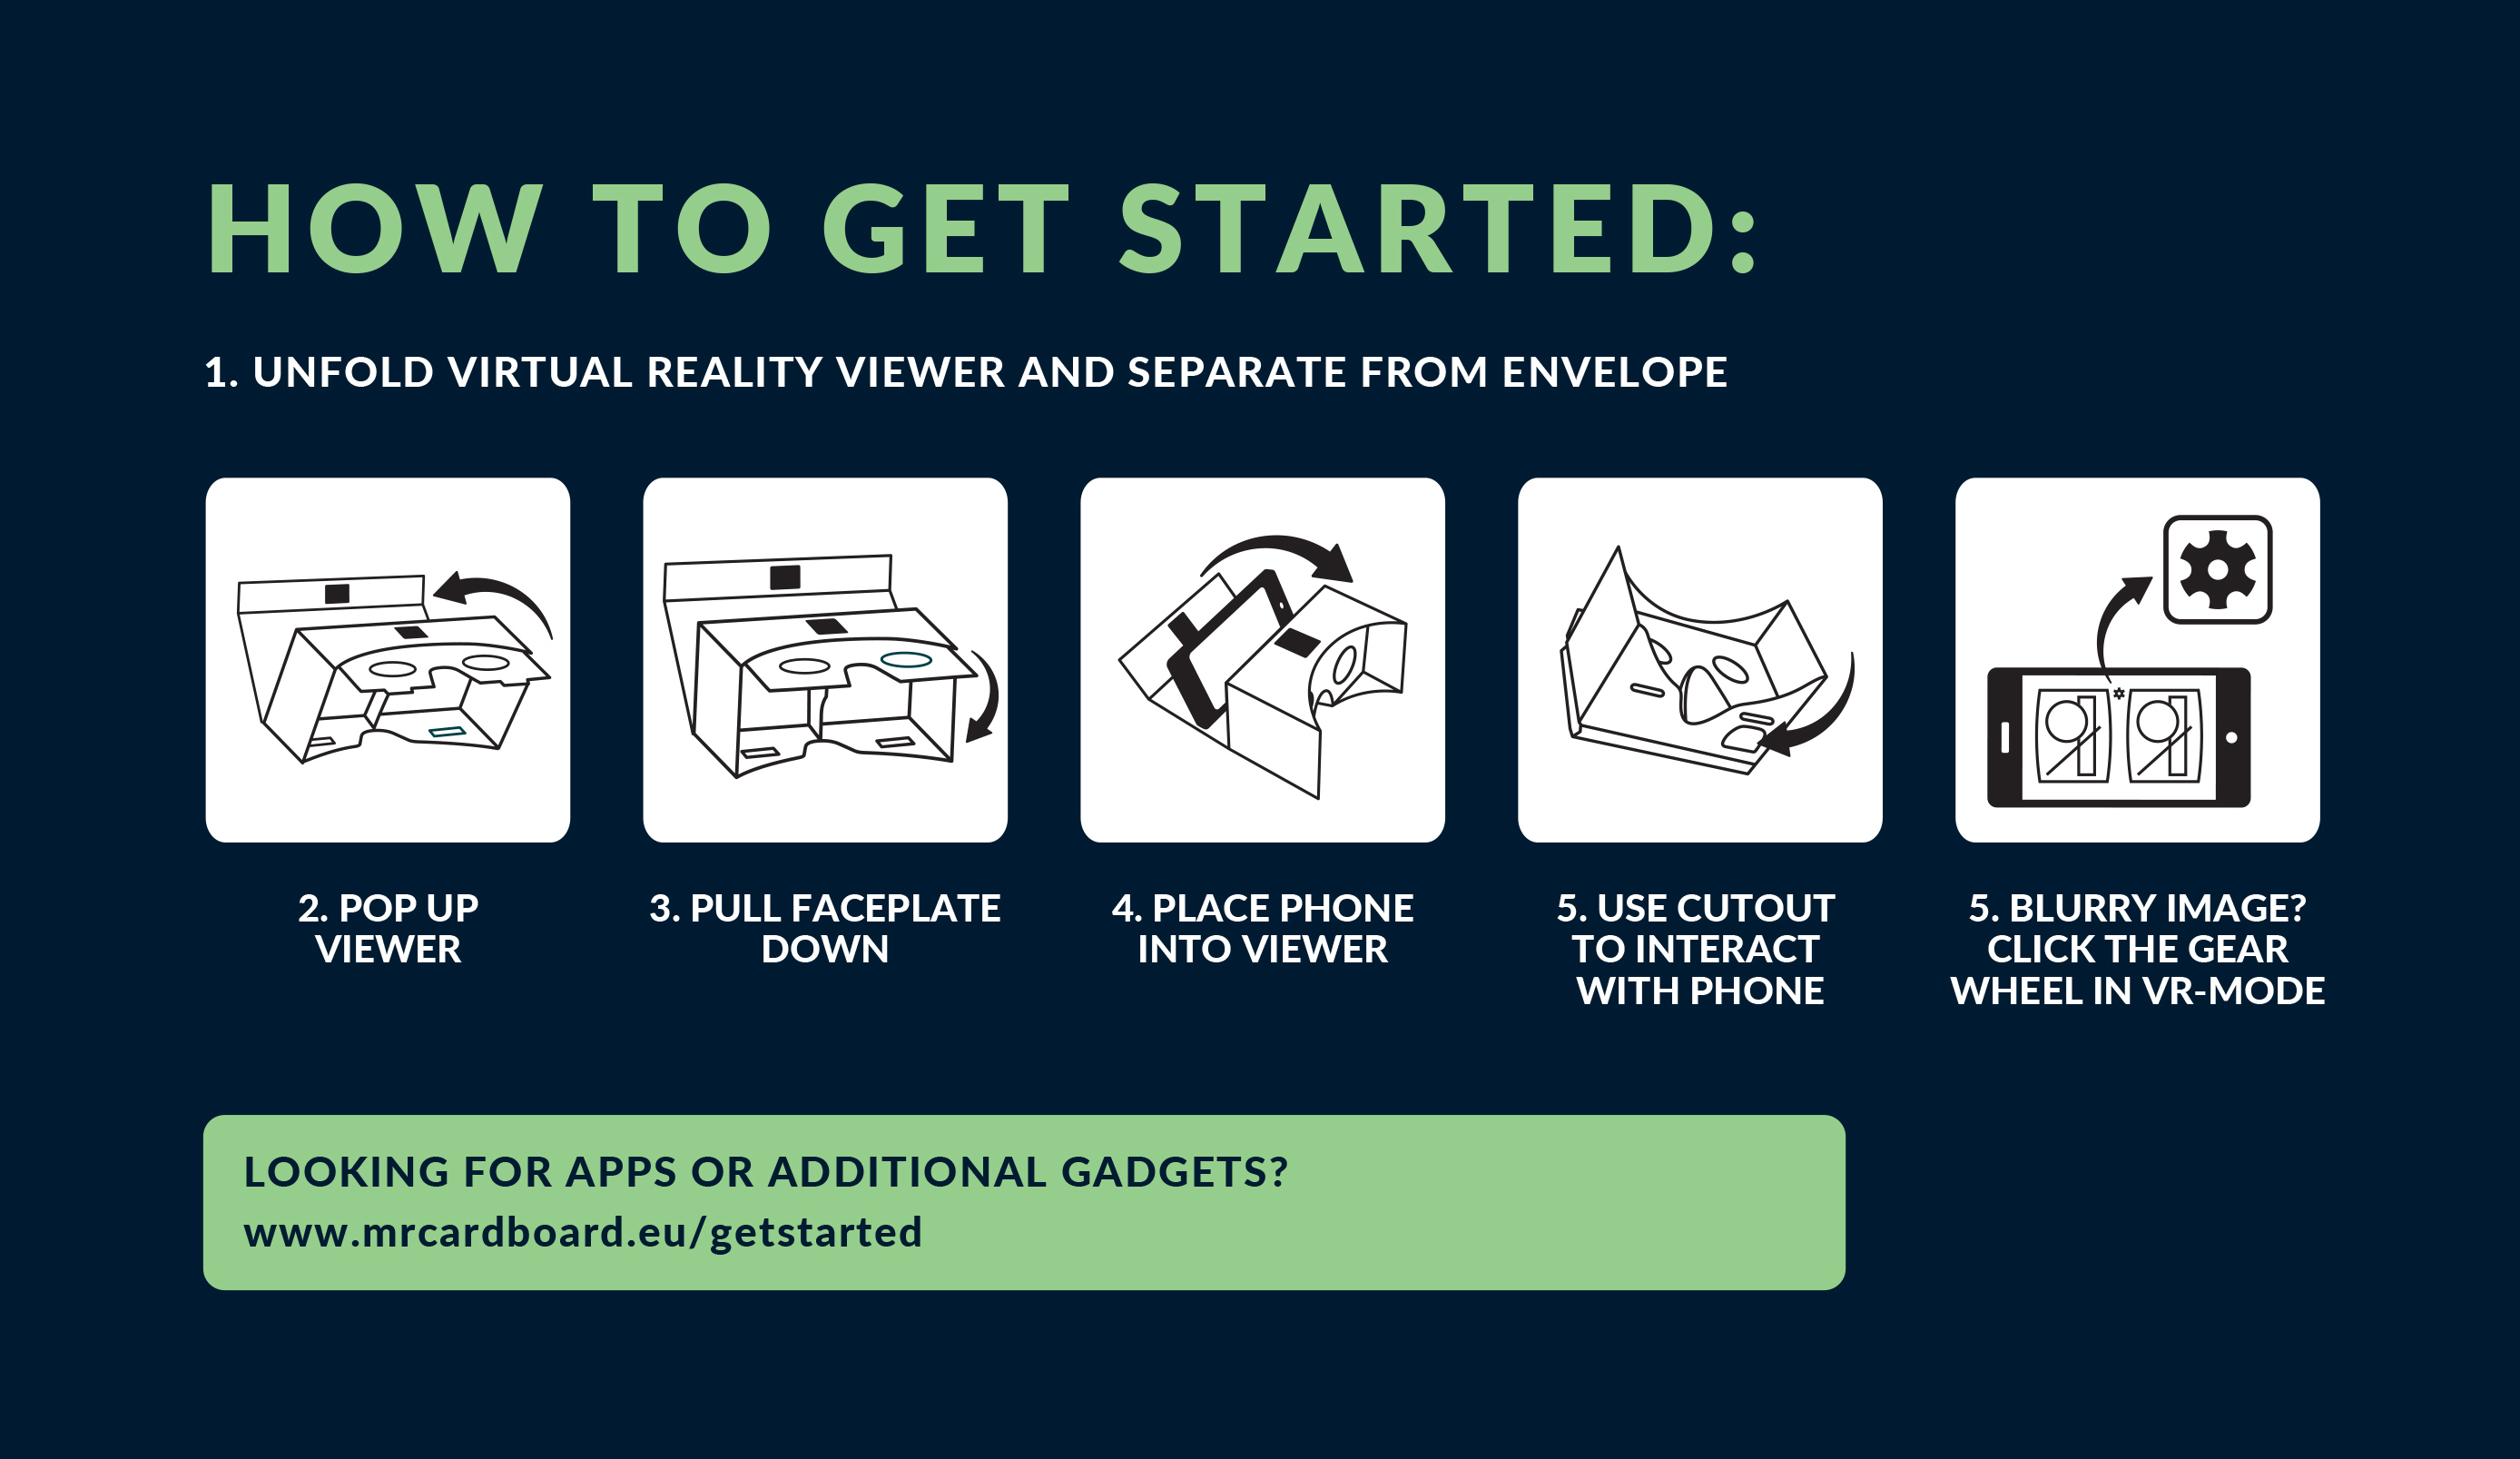 HOW TO GET STARTED:
1. UNFOLD VIRTUAL REALITY VIEWER AND SEPARATE FROM ENVELOPE
2. POP UP
VIEWER
3. PULL FACEPLATE
DOWN
4. PLACE PHONE
INTO VIEWER
5. USE CUTOUT
TO INTERACT
WITH PHONE
5. BLURRY IMAGE?
CLICK THE GEAR
WHEEL IN VR-MODE
LOOKING FOR APPS OR ADDITIONAL GADGETS?
www.mrcardboard.eu/getstarted